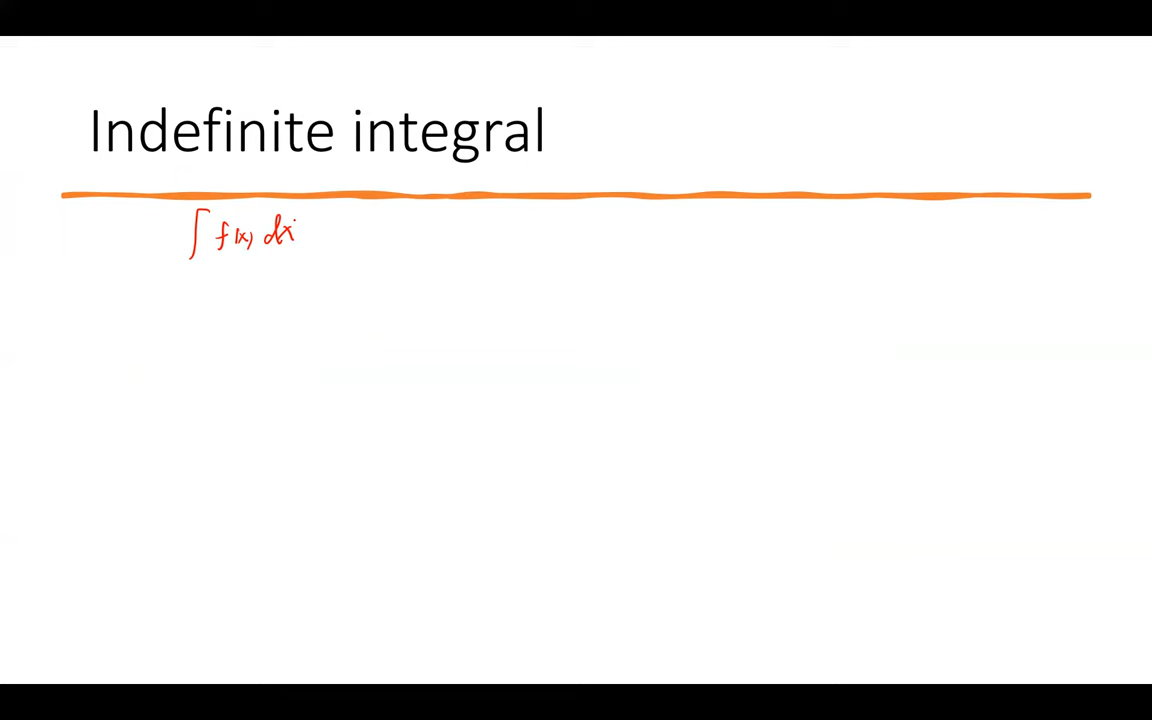 Indefinite integral
∫ f(x) dx